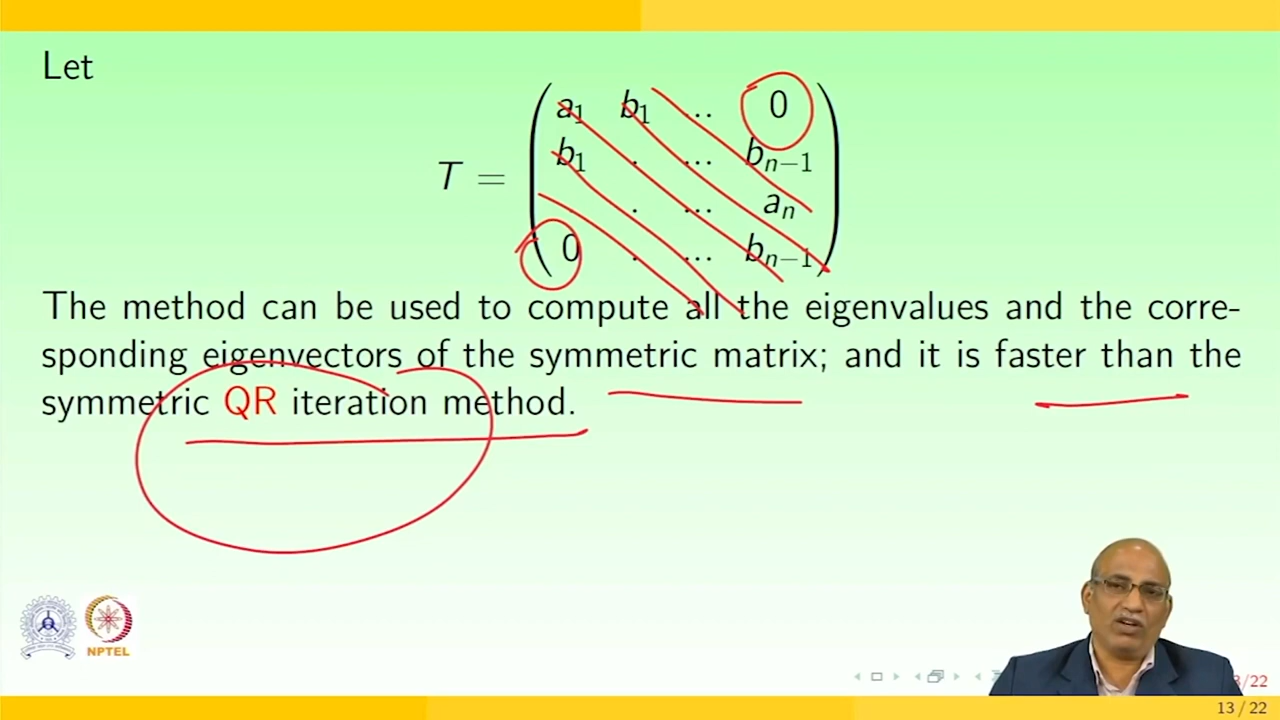 Let
a₁ b₁ ... 0
T = b₁ . ... bₙ₋₁
. ... aₙ
0 . ... bₙ₋₁
The method can be used to compute all the eigenvalues and the corre-
sponding eigenvectors of the symmetric matrix; and it is faster than the
symmetric QR iteration method.
NPTEL
3/22
13 / 22